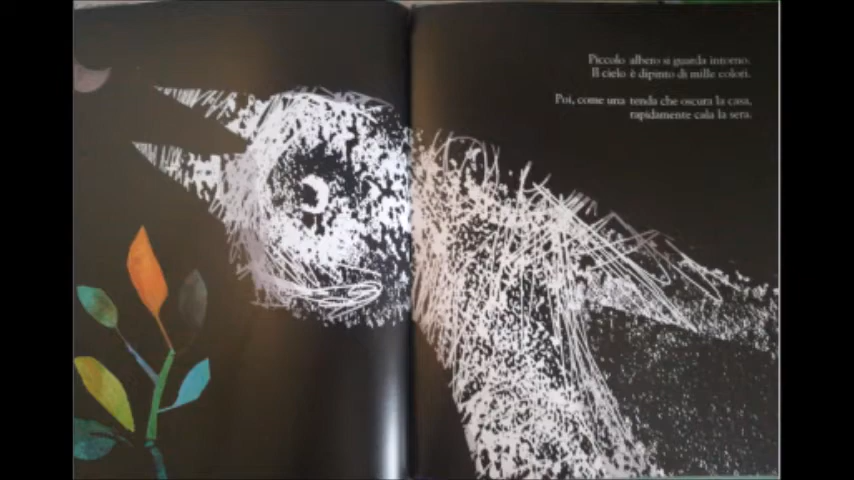 Piccolo albero si guarda intorno.
Il cielo è dipinto di mille colori.
Poi, come una tenda che oscura la casa,
rapidamente cala la sera.